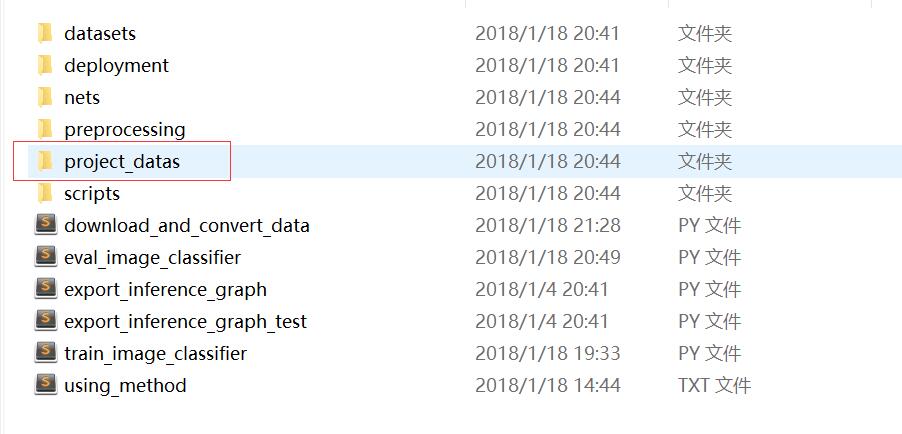 datasets 2018/1/18 20:41 文件夹
deployment 2018/1/18 20:41 文件夹
nets 2018/1/18 20:44 文件夹
preprocessing 2018/1/18 20:44 文件夹
project_datas 2018/1/18 20:44 文件夹
scripts 2018/1/18 20:44 文件夹
download_and_convert_data 2018/1/18 21:28 PY 文件
eval_image_classifier 2018/1/18 20:49 PY 文件
export_inference_graph 2018/1/4 20:41 PY 文件
export_inference_graph_test 2018/1/4 20:41 PY 文件
train_image_classifier 2018/1/18 19:33 PY 文件
using_method 2018/1/18 14:44 TXT 文件